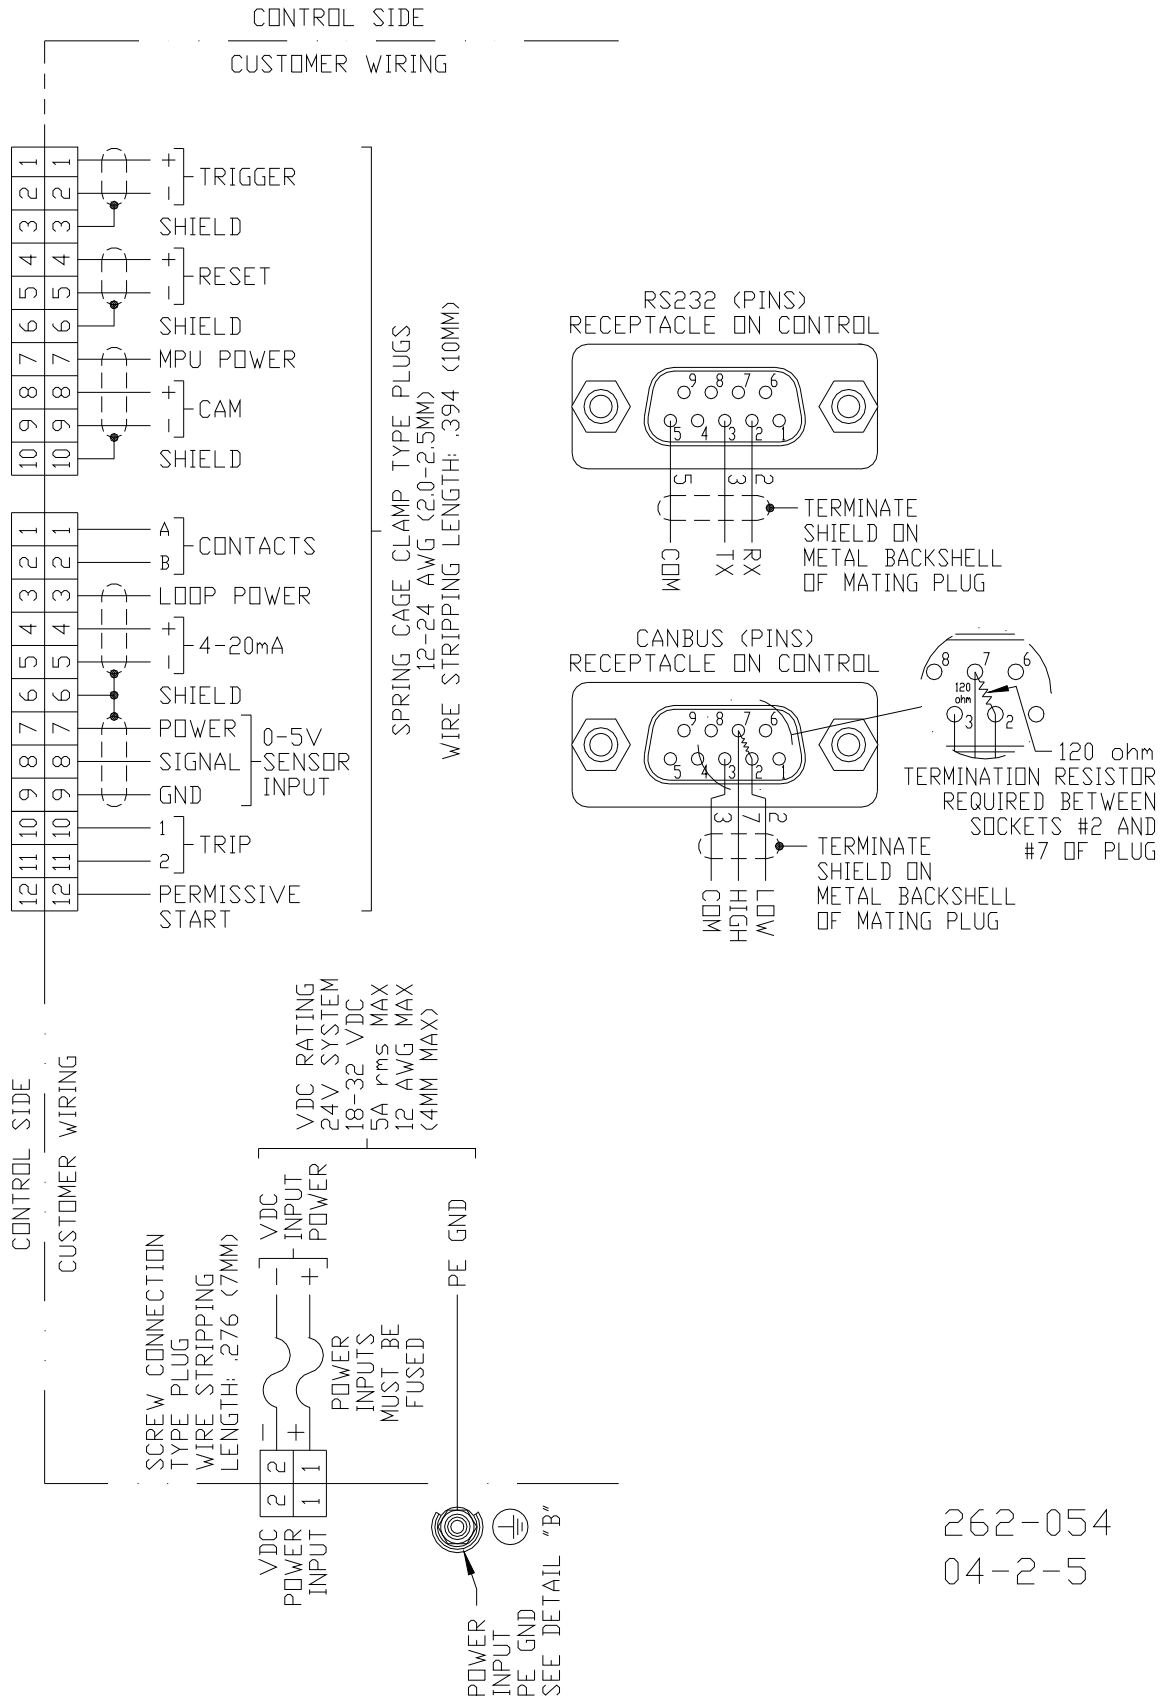 CONTROL SIDE
CUSTOMER WIRING
1 1 + TRIGGER
2 2 -
3 3 SHIELD
4 4 + RESET
5 5 -
6 6 SHIELD
7 7 MPU POWER
8 8 + CAM
9 9 -
10 10 SHIELD
1 1 A CONTACTS
2 2 B
3 3 LOOP POWER
4 4 + 4-20mA
5 5 -
6 6 SHIELD
7 7 POWER
8 8 SIGNAL
9 9 GND
0-5V
SENSOR
INPUT
10 10 1 TRIP
11 11 2
12 12 PERMISSIVE
START
SPRING CAGE CLAMP TYPE PLUGS
12-24 AWG (2.0-2.5MM)
WIRE STRIPPING LENGTH: .394 (10MM)
RS232 (PINS)
RECEPTACLE ON CONTROL
9 8 7 6
5 4 3 2 1
5 3 2
COM TX RX
TERMINATE
SHIELD ON
METAL BACKSHELL
OF MATING PLUG
CANBUS (PINS)
RECEPTACLE ON CONTROL
9 8 7 6
5 4 3 2 1
3 7 2
COM HIGH LOW
TERMINATE
SHIELD ON
METAL BACKSHELL
OF MATING PLUG
8 7 6
120
ohm
3 2
120 ohm
TERMINATION RESISTOR
REQUIRED BETWEEN
SOCKETS #2 AND
#7 OF PLUG
CONTROL SIDE
CUSTOMER WIRING
VDC RATING
24V SYSTEM
18-32 VDC
5A rms MAX
12 AWG MAX
(4MM MAX)
VDC
INPUT
POWER
- +
PE GND
SCREW CONNECTION
TYPE PLUG
WIRE STRIPPING
LENGTH: .276 (7MM)
POWER
INPUTS
MUST BE
FUSED
- +
2 1
2 1
VDC
POWER
INPUT
POWER
INPUT
PE GND
SEE DETAIL "B"
262-054
04-2-5